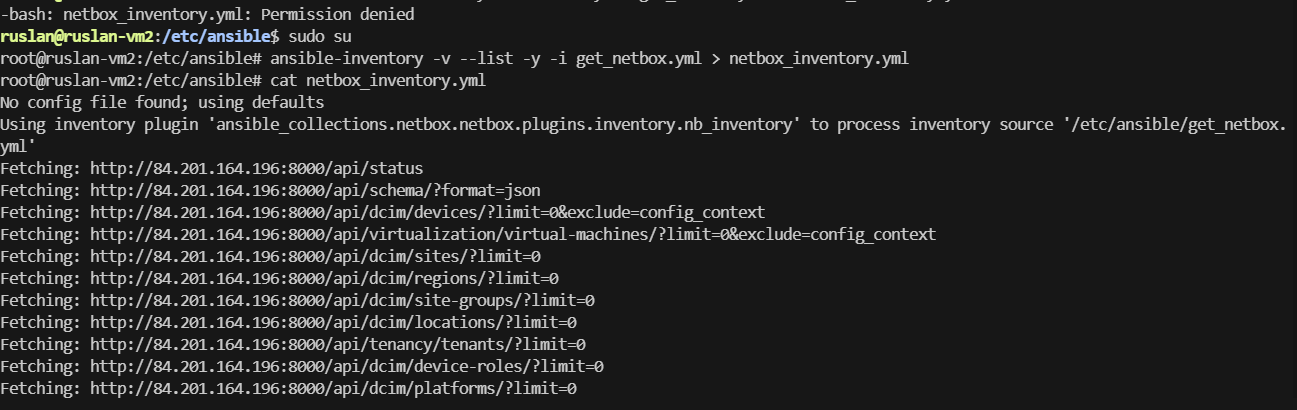 -bash: netbox_inventory.yml: Permission denied
ruslan@ruslan-vm2:/etc/ansible$ sudo su
root@ruslan-vm2:/etc/ansible# ansible-inventory -v --list -y -i get_netbox.yml > netbox_inventory.yml
root@ruslan-vm2:/etc/ansible# cat netbox_inventory.yml
No config file found; using defaults
Using inventory plugin 'ansible_collections.netbox.netbox.plugins.inventory.nb_inventory' to process inventory source '/etc/ansible/get_netbox.
yml'
Fetching: http://84.201.164.196:8000/api/status
Fetching: http://84.201.164.196:8000/api/schema/?format=json
Fetching: http://84.201.164.196:8000/api/dcim/devices/?limit=0&exclude=config_context
Fetching: http://84.201.164.196:8000/api/virtualization/virtual-machines/?limit=0&exclude=config_context
Fetching: http://84.201.164.196:8000/api/dcim/sites/?limit=0
Fetching: http://84.201.164.196:8000/api/dcim/regions/?limit=0
Fetching: http://84.201.164.196:8000/api/dcim/site-groups/?limit=0
Fetching: http://84.201.164.196:8000/api/dcim/locations/?limit=0
Fetching: http://84.201.164.196:8000/api/tenancy/tenants/?limit=0
Fetching: http://84.201.164.196:8000/api/dcim/device-roles/?limit=0
Fetching: http://84.201.164.196:8000/api/dcim/platforms/?limit=0